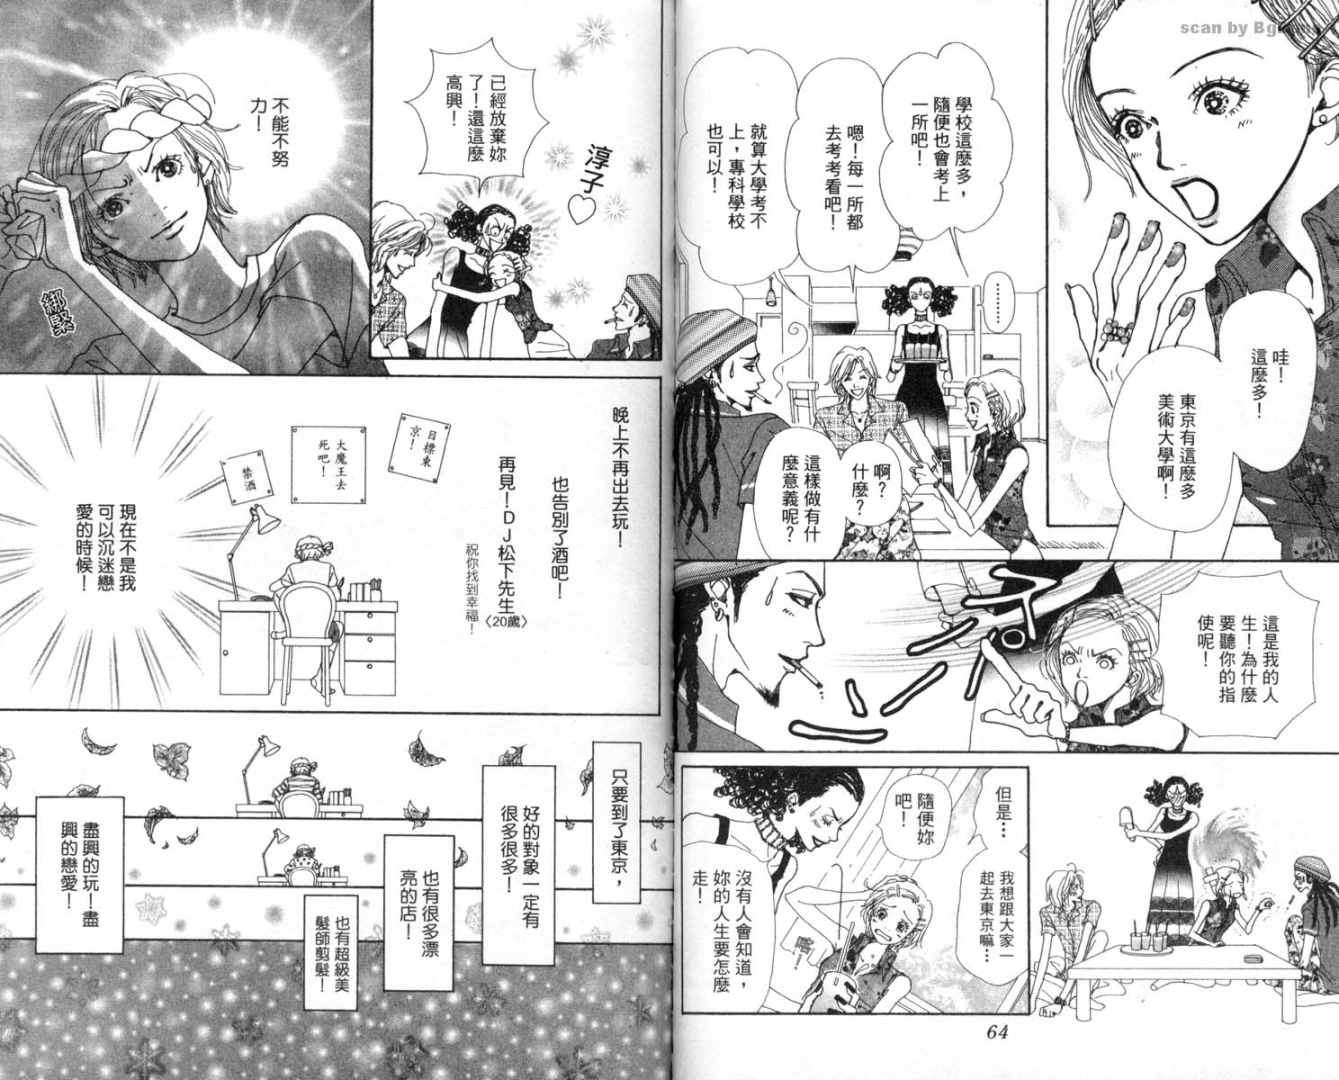 scan by
哇！
這麼多！
東京有這麼多
美術大學啊！
學校這麼多，
隨便也會考上
一所吧！
嗯！每一所都
去考考看吧！
就算大學考不
上，專科學校
也可以！
………
啊？
什麼？
這樣做有什
麼意義呢？
這是我的人
生！為什麼
要聽你的指
使呢！
但是…
我想跟大家一
起去東京嘛…
隨便妳
吧！
沒有人會知道，
妳的人生要怎麼
走！
64
淳子♡
已經放棄妳
了！還這麼
高興！
不能不努
力！
綁緊
晚上不再出去玩！
也告別了酒吧！
再見！DJ松下先生
〈20歲〉
祝你找到幸福！
目標東
京！
大魔王去
死吧！
禁酒
現在不是我
可以沉迷戀
愛的時候！
只要到了東京，
好的對象一定有
很多很多！
也有很多漂
亮的店！
也有超級美
髮師剪髮！
盡興的玩！盡
興的戀愛！